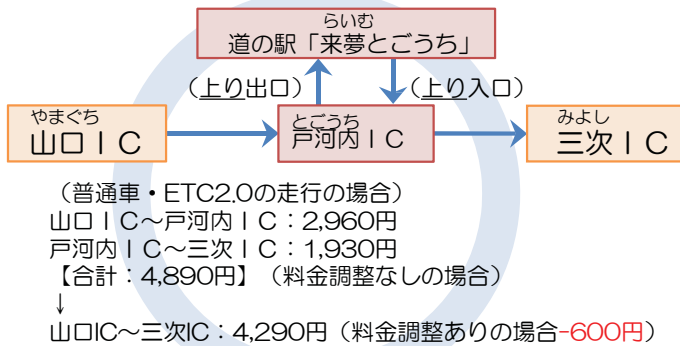 らいむ
道の駅「来夢とごうち」
（上り出口）
（上り入口）
やまぐち
山口ＩＣ
とごうち
戸河内ＩＣ
みよし
三次ＩＣ
（普通車・ETC2.0の走行の場合）
山口ＩＣ～戸河内ＩＣ：2,960円
戸河内ＩＣ～三次ＩＣ：1,930円
【合計：4,890円】（料金調整なしの場合）
↓
山口IC～三次IC：4,290円（料金調整ありの場合-600円）